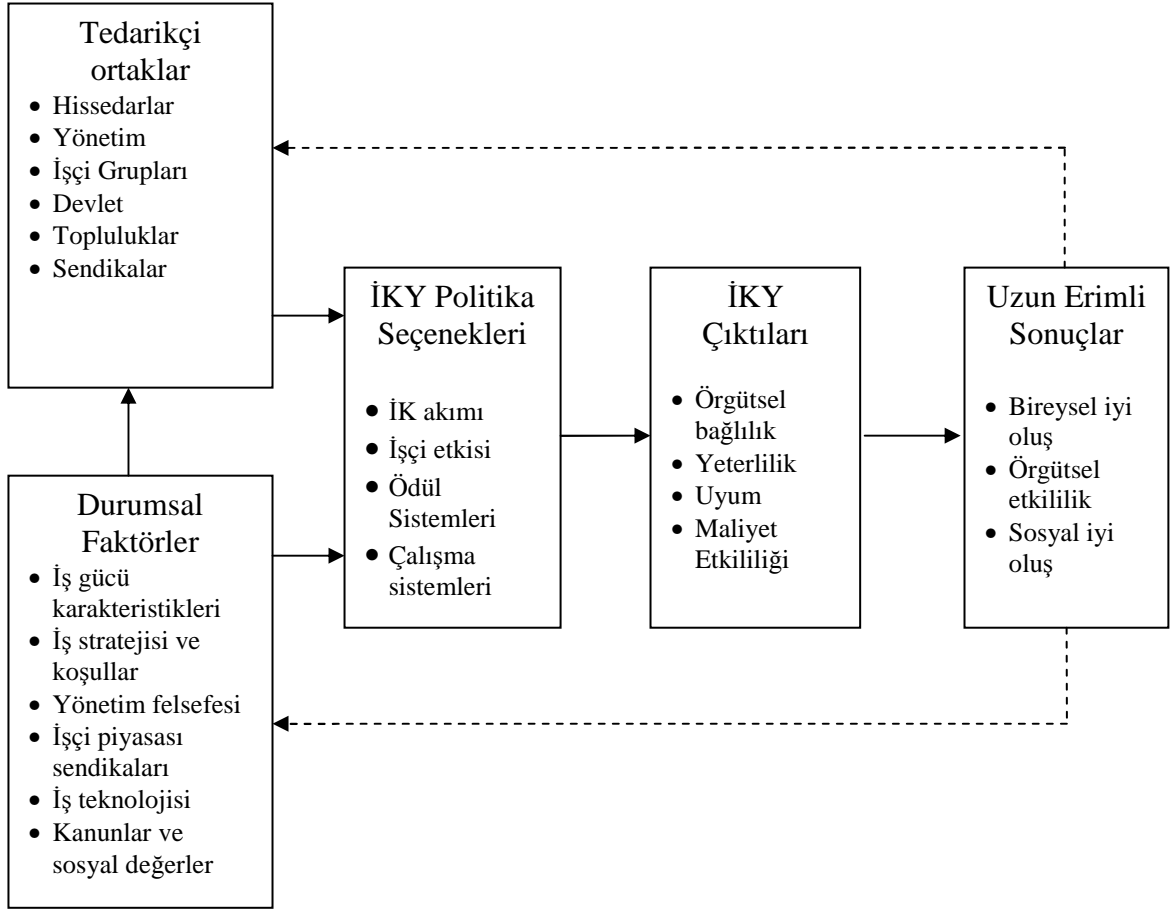 Tedarikçi
ortaklar
• Hissedarlar
• Yönetim
• İşçi Grupları
• Devlet
• Topluluklar
• Sendikalar
Durumsal
Faktörler
• İş gücü
karakteristikleri
• İş stratejisi ve
koşullar
• Yönetim felsefesi
• İşçi piyasası
sendikaları
• İş teknolojisi
• Kanunlar ve
sosyal değerler
İKY Politika
Seçenekleri
• İK akımı
• İşçi etkisi
• Ödül
Sistemleri
• Çalışma
sistemleri
İKY
Çıktıları
• Örgütsel
bağlılık
• Yeterlilik
• Uyum
• Maliyet
Etkililiği
Uzun Erimli
Sonuçlar
• Bireysel iyi
oluş
• Örgütsel
etkililik
• Sosyal iyi
oluş